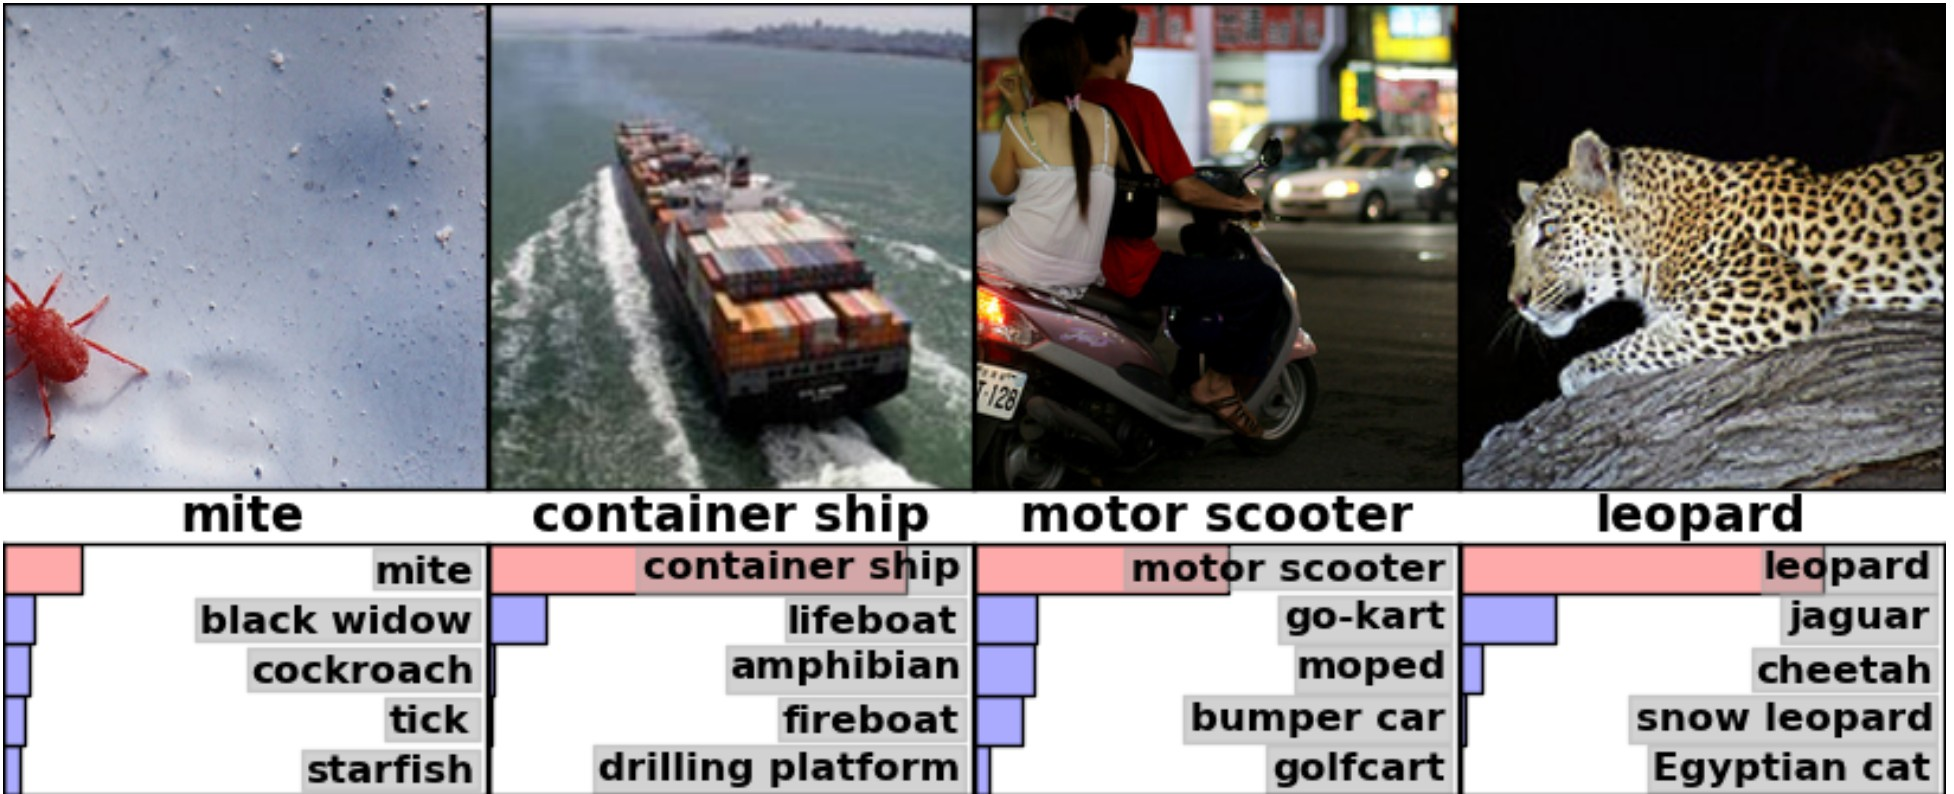 T-128
mite
container ship
motor scooter
leopard
mite
black widow
cockroach
tick
starfish
container ship
lifeboat
amphibian
fireboat
drilling platform
motor scooter
go-kart
moped
bumper car
golfcart
leopard
jaguar
cheetah
snow leopard
Egyptian cat